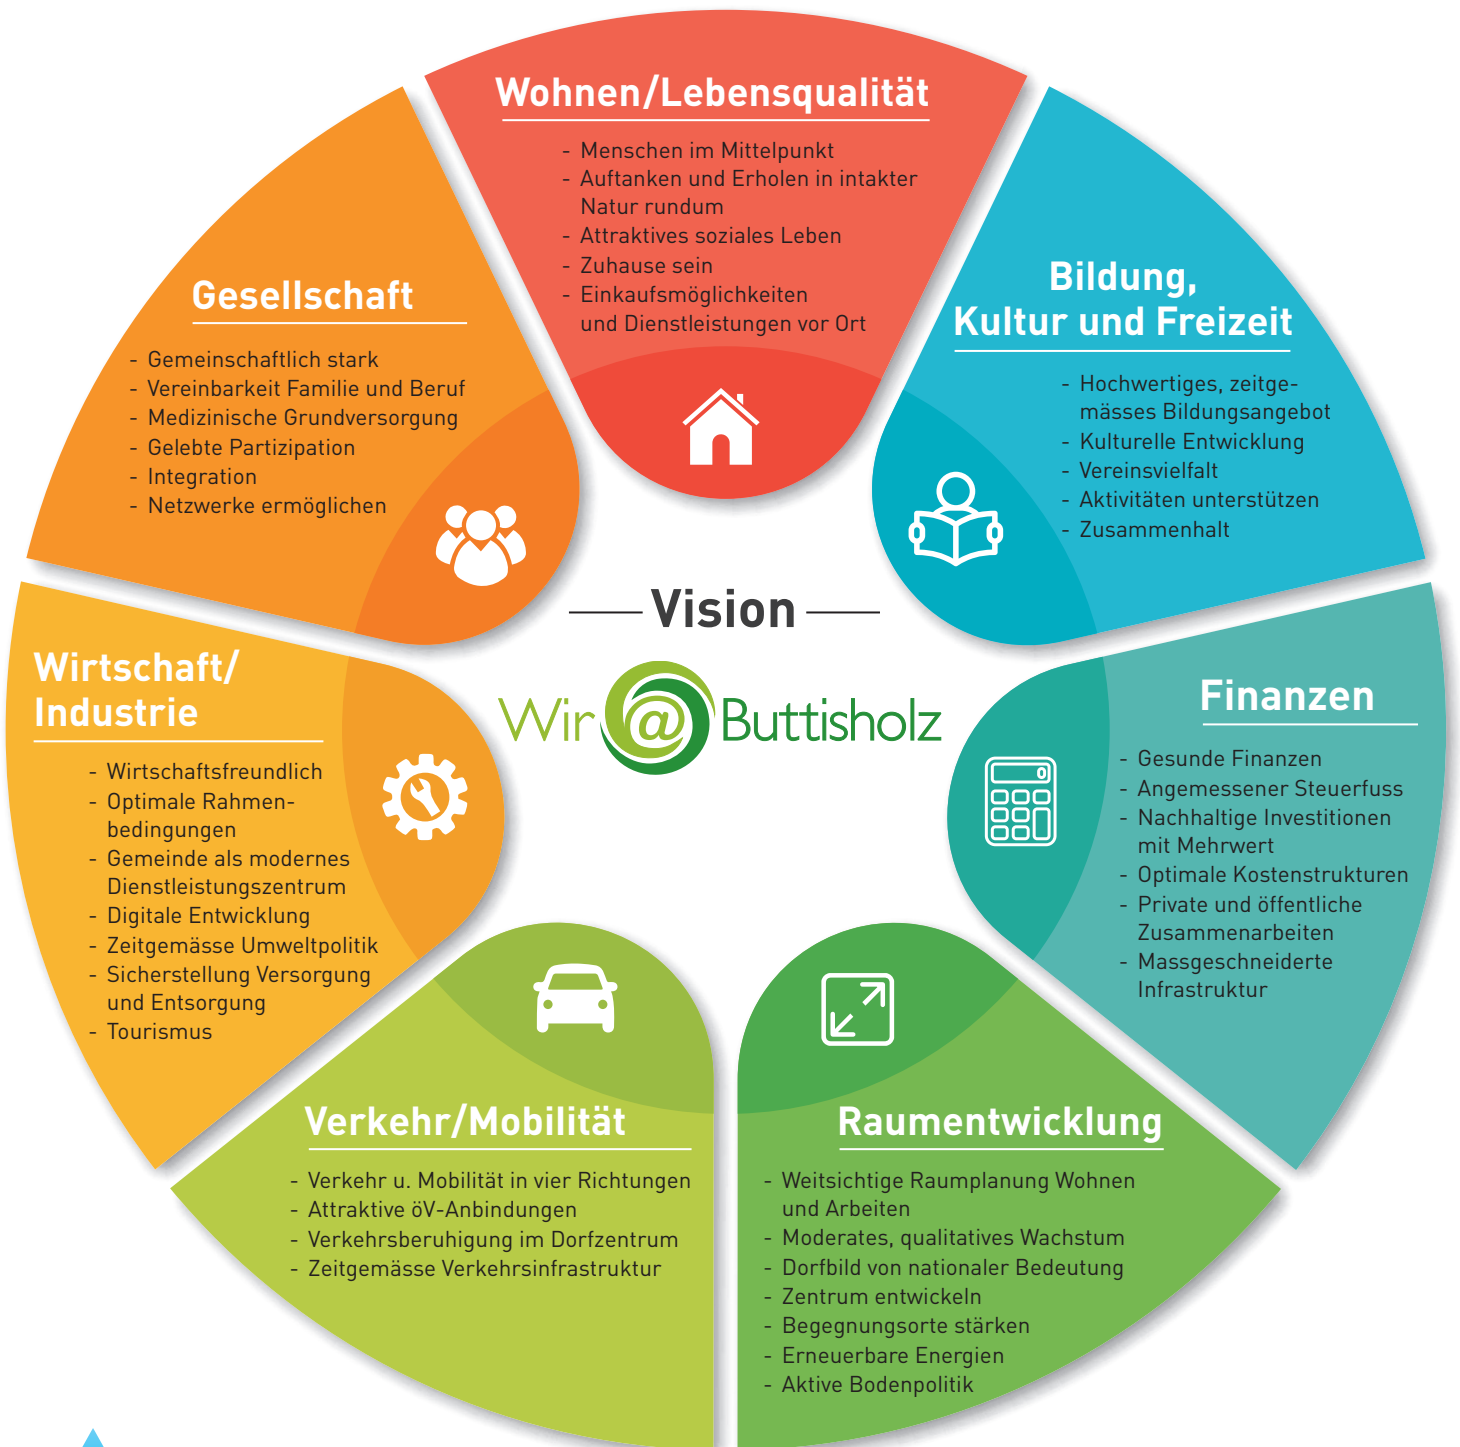 Wohnen/Lebensqualität
- Menschen im Mittelpunkt
- Auftanken und Erholen in intakter
Natur rundum
- Attraktives soziales Leben
- Zuhause sein
- Einkaufsmöglichkeiten
und Dienstleistungen vor Ort
Bildung,
Kultur und Freizeit
- Hochwertiges, zeitge-
mässes Bildungsangebot
- Kulturelle Entwicklung
- Vereinsvielfalt
- Aktivitäten unterstützen
- Zusammenhalt
Finanzen
- Gesunde Finanzen
- Angemessener Steuerfuss
- Nachhaltige Investitionen
mit Mehrwert
- Optimale Kostenstrukturen
- Private und öffentliche
Zusammenarbeiten
- Massgeschneiderte
Infrastruktur
Raumentwicklung
- Weitsichtige Raumplanung Wohnen
und Arbeiten
- Moderates, qualitatives Wachstum
- Dorfbild von nationaler Bedeutung
- Zentrum entwickeln
- Begegnungsorte stärken
- Erneuerbare Energien
- Aktive Bodenpolitik
Verkehr/Mobilität
- Verkehr u. Mobilität in vier Richtungen
- Attraktive öV-Anbindungen
- Verkehrsberuhigung im Dorfzentrum
- Zeitgemässe Verkehrsinfrastruktur
Wirtschaft/
Industrie
- Wirtschaftsfreundlich
- Optimale Rahmen-
bedingungen
- Gemeinde als modernes
Dienstleistungszentrum
- Digitale Entwicklung
- Zeitgemässe Umweltpolitik
- Sicherstellung Versorgung
und Entsorgung
- Tourismus
Gesellschaft
- Gemeinschaftlich stark
- Vereinbarkeit Familie und Beruf
- Medizinische Grundversorgung
- Gelebte Partizipation
- Integration
- Netzwerke ermöglichen
Vision
Wir @ Buttisholz
0